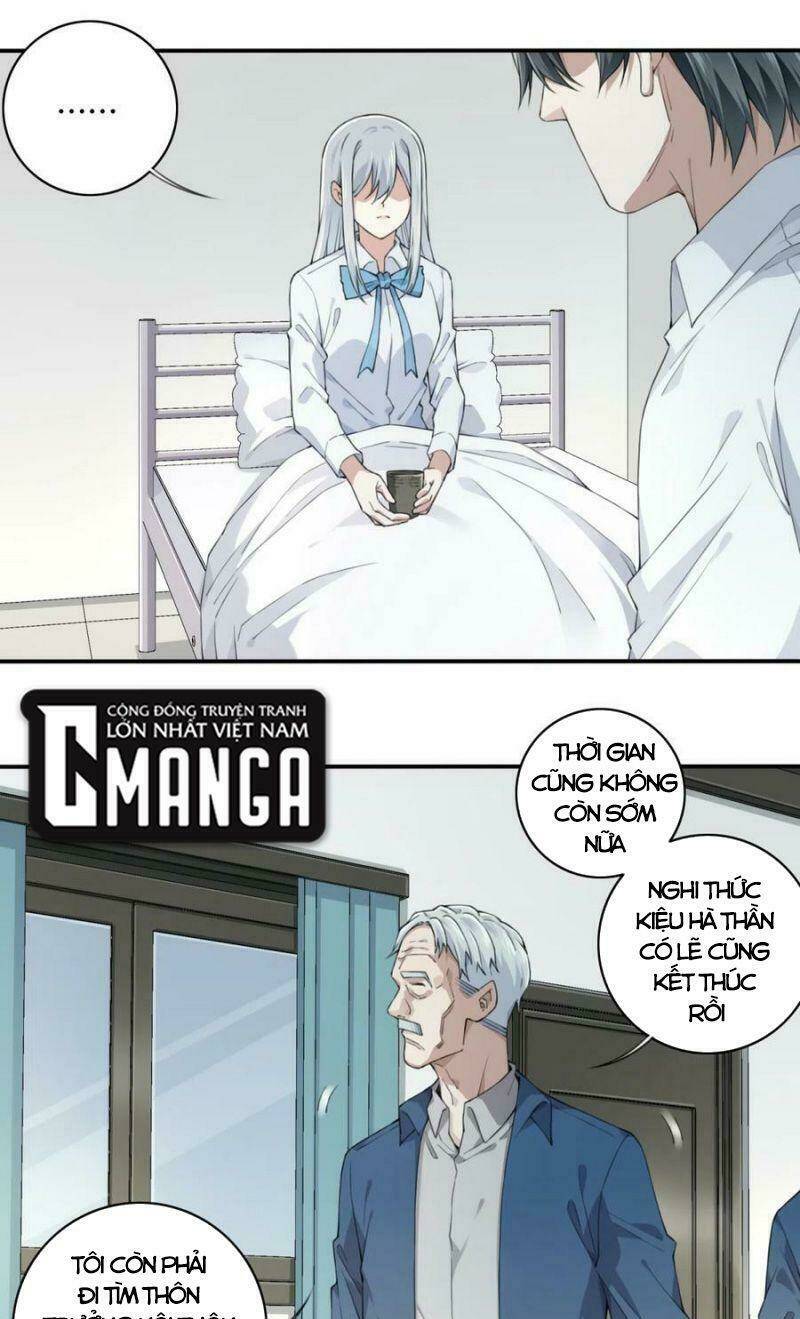 ......
CỘNG ĐỒNG TRUYỆN TRANH
LỚN NHẤT VIỆT NAM
CMANGA
THỜI GIAN
CŨNG KHÔNG
CÒN SỚM
NỮA
NGHI THỨC
KIỆU HÀ THẦN
CÓ LẼ CŨNG
KẾT THÚC
RỒI
TÔI CÒN PHẢI
ĐI TÌM THÔN